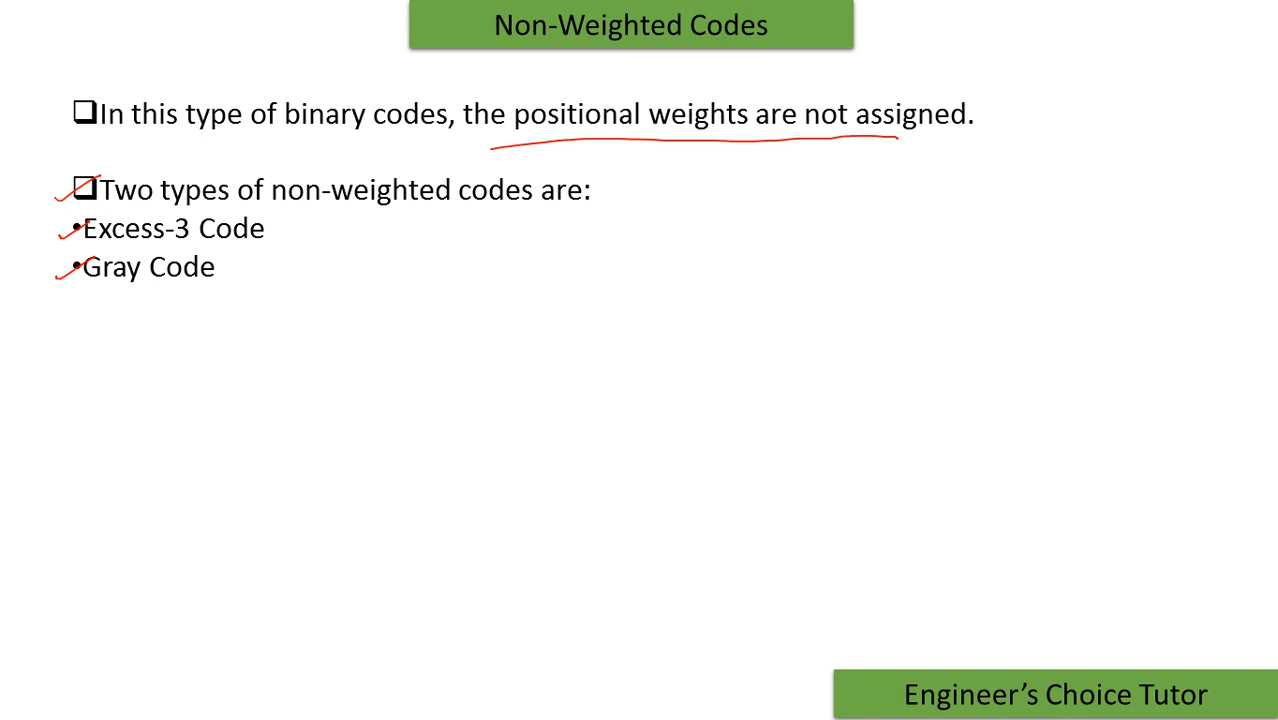 Non-Weighted Codes
❑In this type of binary codes, the positional weights are not assigned.
❑Two types of non-weighted codes are:
•Excess-3 Code
•Gray Code
Engineer’s Choice Tutor